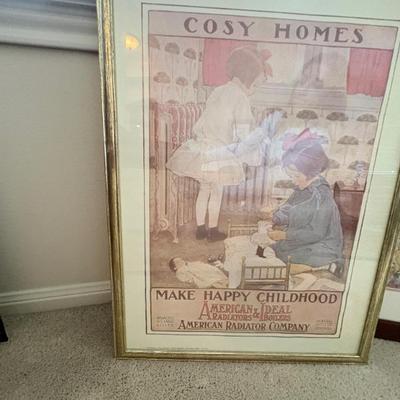 COSY HOMES
MAKE HAPPY CHILDHOOD
AMERICAN & IDEAL
RADIATORS & BOILERS
AMERICAN RADIATOR COMPANY